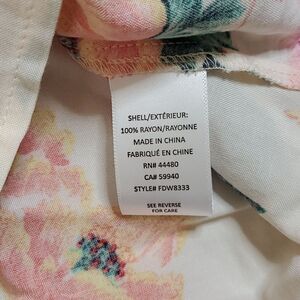 SHELL/EXTÉRIEUR:
100% RAYON/RAYONNE
MADE IN CHINA
FABRIQUÉ EN CHINE
RN# 44480
CA# 59940
STYLE# FDW8333
SEE REVERSE
FOR CARE